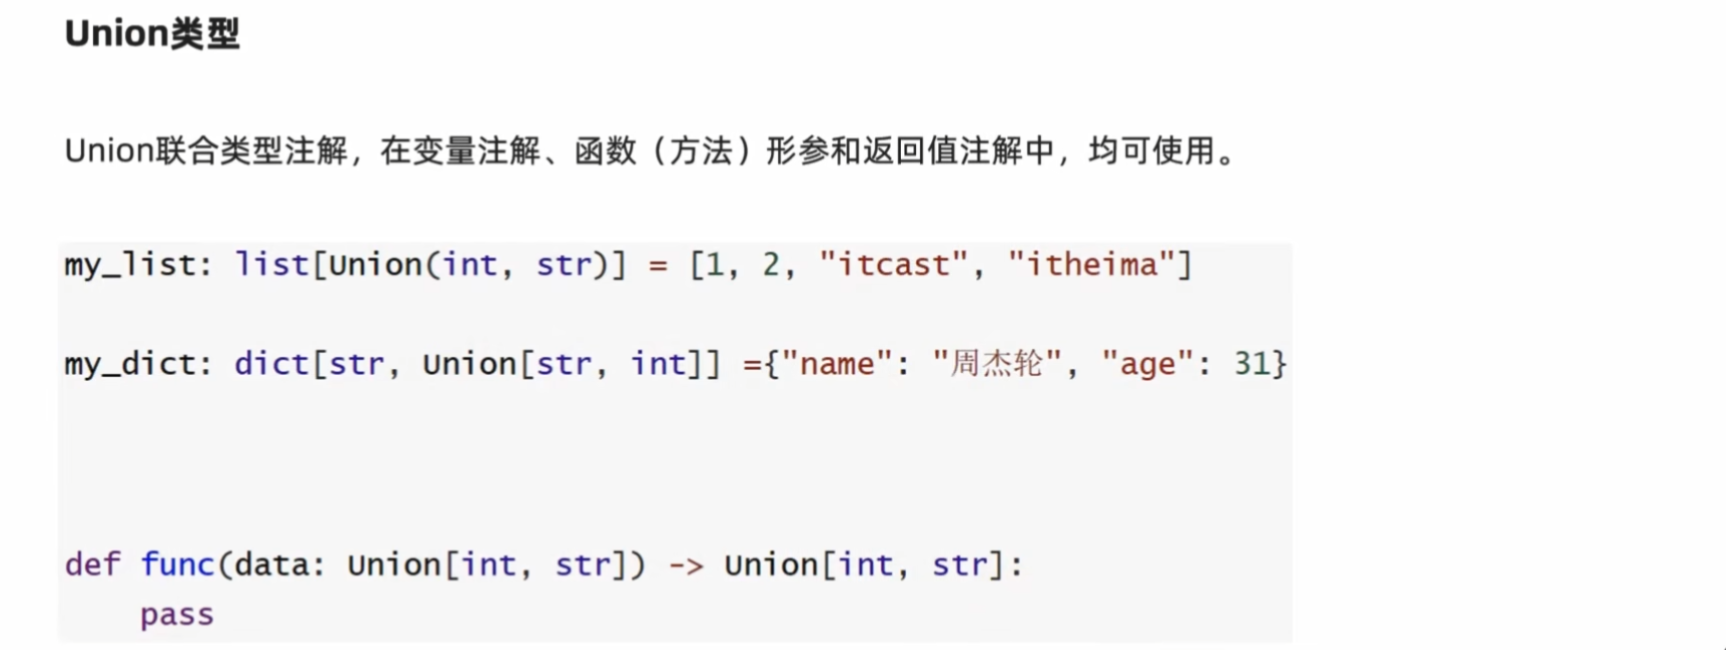 Union类型
Union联合类型注解，在变量注解、函数（方法）形参和返回值注解中，均可使用。
my_list: list[Union(int, str)] = [1, 2, "itcast", "itheima"]
my_dict: dict[str, Union[str, int]] ={"name": "周杰轮", "age": 31}
def func(data: Union[int, str]) -> Union[int, str]:
    pass